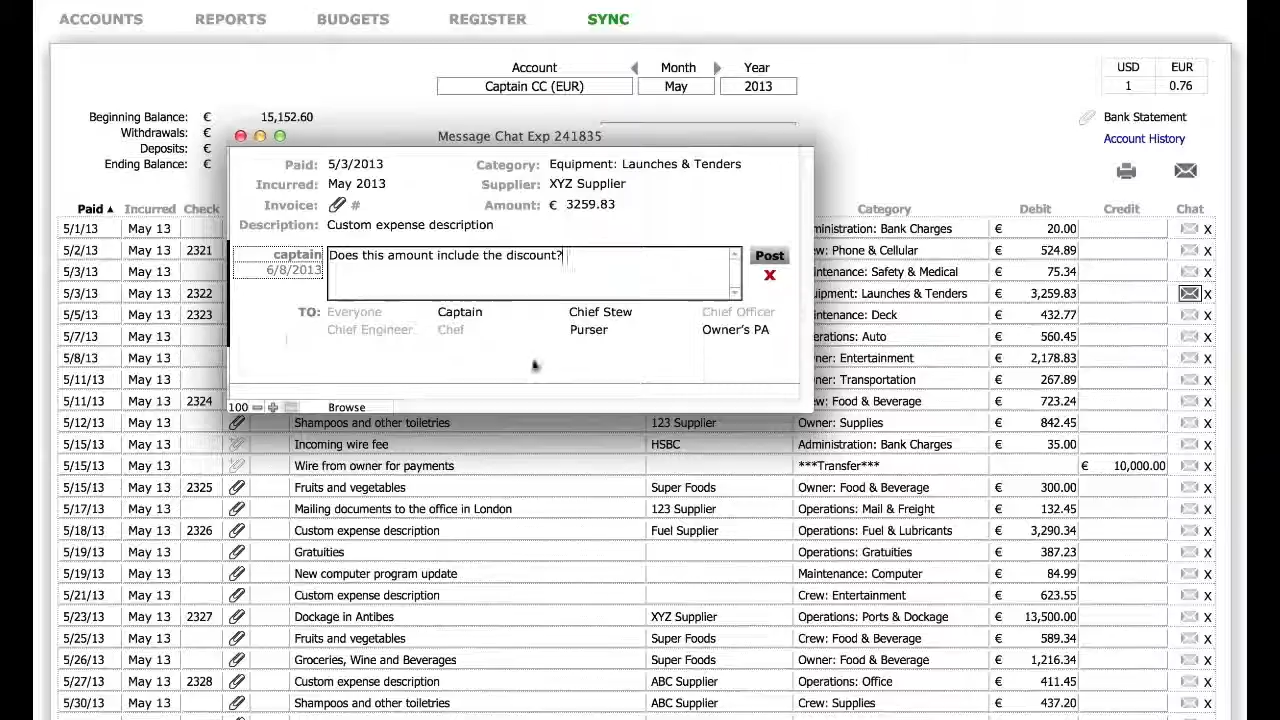 ACCOUNTS REPORTS BUDGETS REGISTER SYNC
Account Month Year USD EUR
Captain CC (EUR) May 2013 1 0.76
Beginning Balance: € 15,152.60 Bank Statement
Withdrawals: €
Account History
Deposits: €
Ending Balance: €
Message Chat Exp 241835
Paid: 5/3/2013 Category: Equipment: Launches & Tenders
Incurred: May 2013 Supplier: XYZ Supplier
Invoice: # Amount: € 3259.83
Description: Custom expense description
captain Does this amount include the discount? Post
6/8/2013 X
TO: Everyone Captain Chief Stew Chief Officer
Chief Engineer Chef Purser Owner's PA
100 Browse
Paid Incurred Check Category Debit Credit Chat
5/1/13 May 13 ministration: Bank Charges € 20.00 X
5/2/13 May 13 2321 w: Phone & Cellular € 524.89 X
5/3/13 May 13 ntenance: Safety & Medical € 75.34 X
5/3/13 May 13 2322 uipment: Launches & Tenders € 3,259.83 X
5/5/13 May 13 2323 ntenance: Deck € 432.77 X
5/7/13 May 13 rations: Auto € 560.45 X
5/8/13 May 13 ner: Entertainment € 2,178.83 X
5/11/13 May 13 ner: Transportation € 267.89 X
5/11/13 May 13 2324 w: Food & Beverage € 723.24 X
5/12/13 May 13 Shampoos and other toiletries 123 Supplier Owner: Supplies € 842.45 X
5/15/13 May 13 Incoming wire fee HSBC Administration: Bank Charges € 35.00 X
5/15/13 May 13 Wire from owner for payments ***Transfer*** € 10,000.00 X
5/15/13 May 13 2325 Fruits and vegetables Super Foods Owner: Food & Beverage € 300.00 X
5/17/13 May 13 Mailing documents to the office in London 123 Supplier Operations: Mail & Freight € 132.45 X
5/18/13 May 13 2326 Custom expense description Fuel Supplier Operations: Fuel & Lubricants € 3,290.34 X
5/19/13 May 13 Gratuities Operations: Gratuities € 387.23 X
5/19/13 May 13 New computer program update Maintenance: Computer € 84.99 X
5/21/13 May 13 Custom expense description Crew: Entertainment € 623.55 X
5/23/13 May 13 2327 Dockage in Antibes XYZ Supplier Operations: Ports & Dockage € 13,500.00 X
5/25/13 May 13 Fruits and vegetables Super Foods Crew: Food & Beverage € 589.34 X
5/26/13 May 13 Groceries, Wine and Beverages Super Foods Owner: Food & Beverage € 1,216.34 X
5/27/13 May 13 2328 Custom expense description ABC Supplier Operations: Office € 411.45 X
5/30/13 May 13 Shampoos and other toiletries ABC Supplier Crew: Supplies € 437.20 X